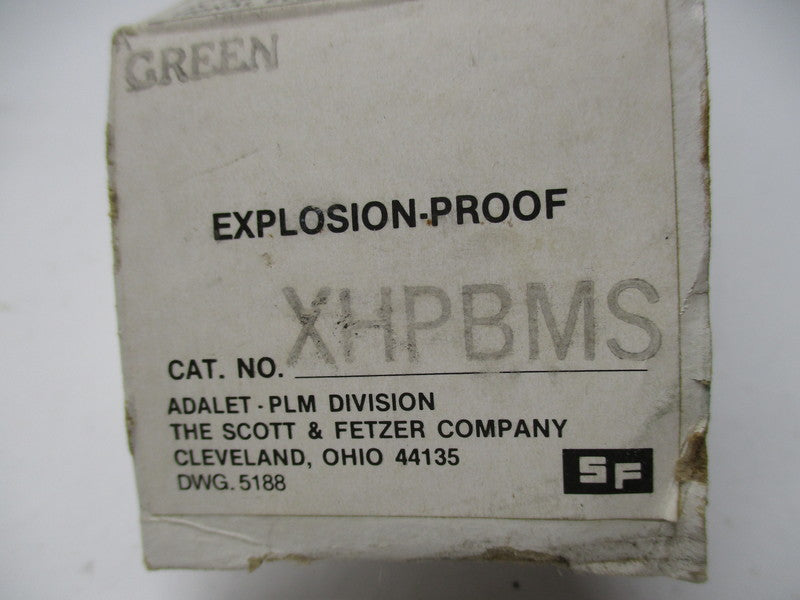 GREEN
EXPLOSION-PROOF
CAT. NO. XHPBMS
ADALET - PLM DIVISION
THE SCOTT & FETZER COMPANY
CLEVELAND, OHIO 44135
DWG. 5188
SF